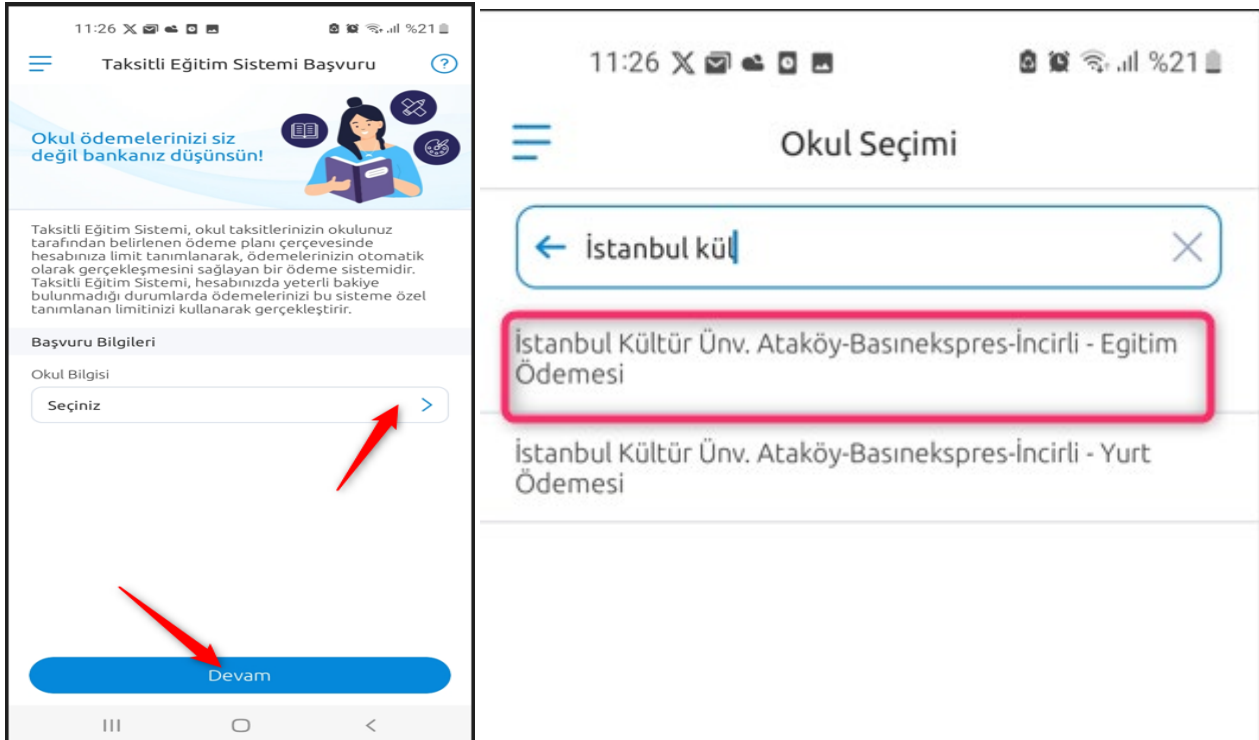 11:26 %21
Taksitli Eğitim Sistemi Başvuru ?
Okul ödemelerinizi siz
değil bankanız düşünsün!
Taksitli Eğitim Sistemi, okul taksitlerinizin okulunuz
tarafından belirlenen ödeme planı çerçevesinde
hesabınıza limit tanımlanarak, ödemelerinizin otomatik
olarak gerçekleşmesini sağlayan bir ödeme sistemidir.
Taksitli Eğitim Sistemi, hesabınızda yeterli bakiye
bulunmadığı durumlarda ödemelerinizi bu sisteme özel
tanımlanan limitinizi kullanarak gerçekleştirir.
Başvuru Bilgileri
Okul Bilgisi
Seçiniz
Devam
11:26 %21
Okul Seçimi
İstanbul kül
İstanbul Kültür Ünv. Ataköy-Basınekspres-İncirli - Egitim
Ödemesi
İstanbul Kültür Ünv. Ataköy-Basınekspres-İncirli - Yurt
Ödemesi